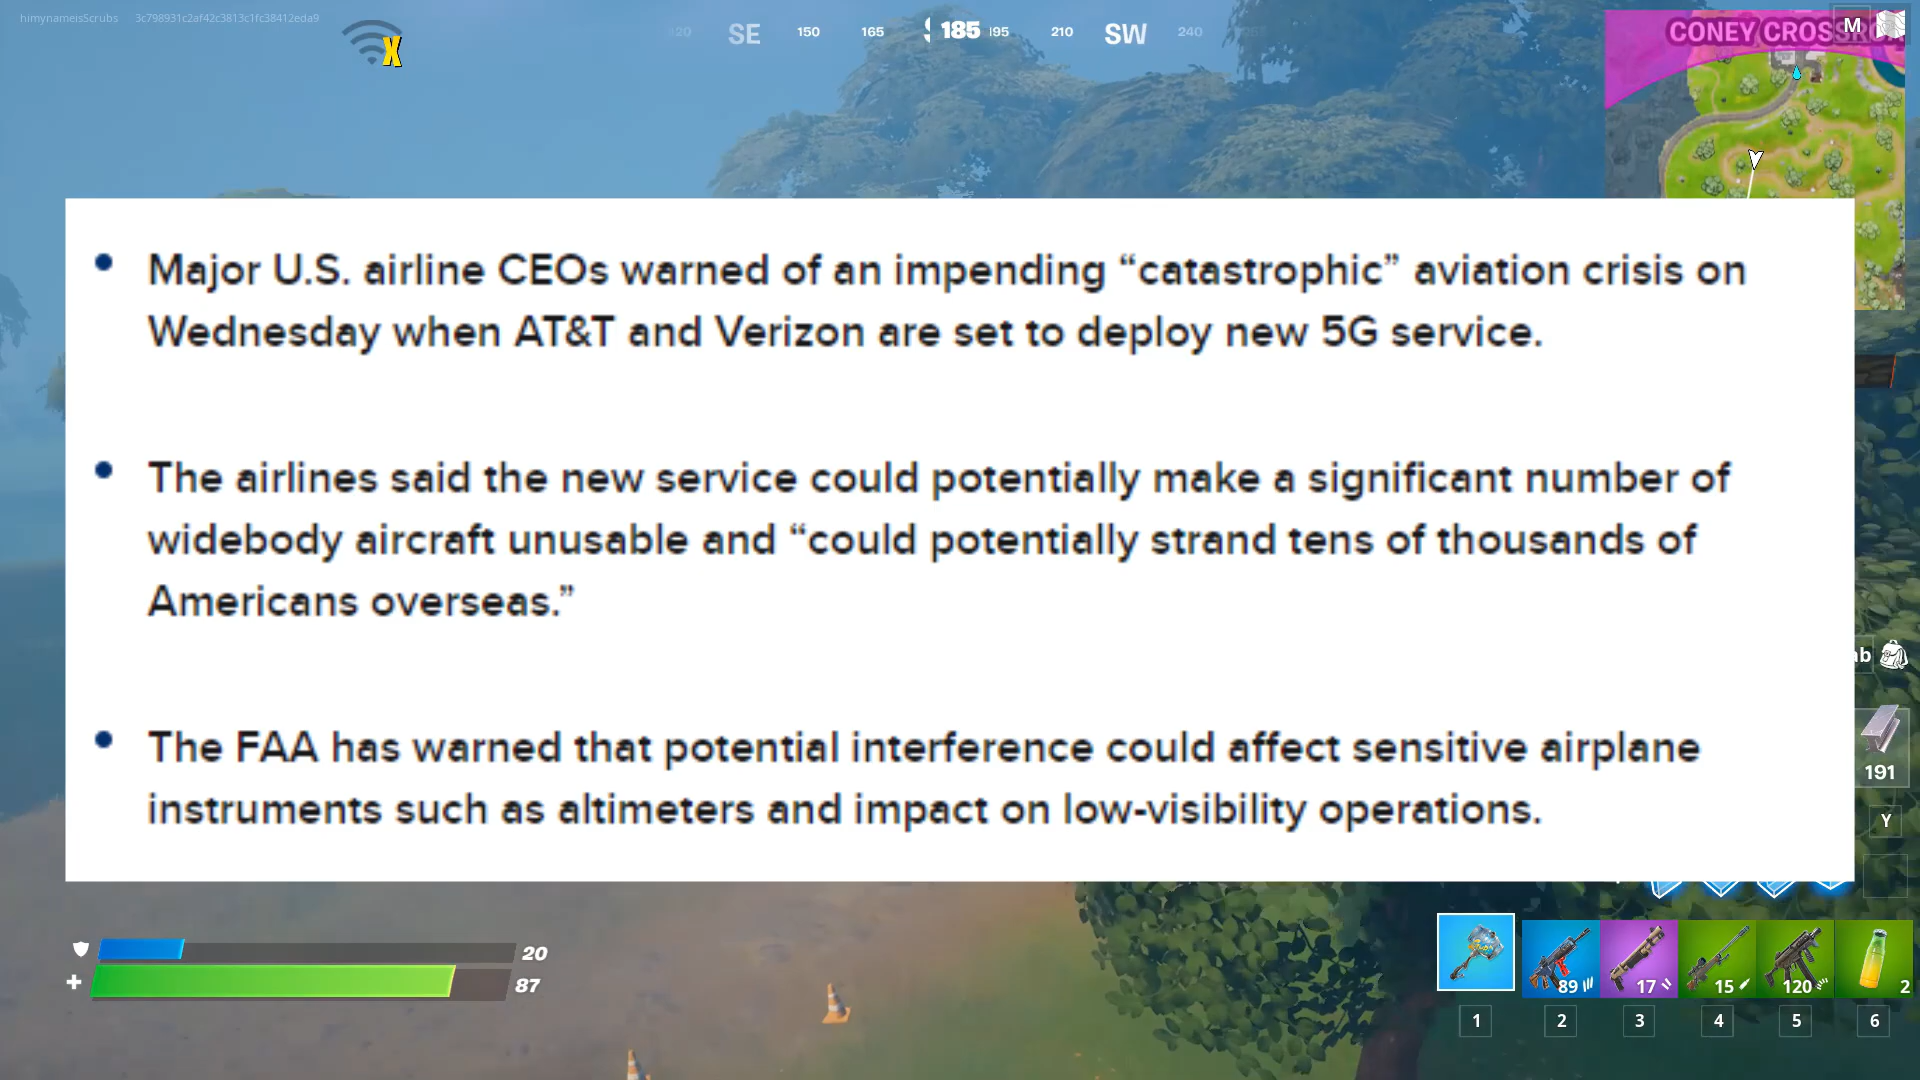 himynameisScrubs 3c798931c2af42c3813c1fc38412eda9
SE 150 165 185 195 210 SW 240
CONEY CROSSROA
M
• Major U.S. airline CEOs warned of an impending “catastrophic” aviation crisis on
Wednesday when AT&T and Verizon are set to deploy new 5G service.
• The airlines said the new service could potentially make a significant number of
widebody aircraft unusable and “could potentially strand tens of thousands of
Americans overseas.”
• The FAA has warned that potential interference could affect sensitive airplane
instruments such as altimeters and impact on low-visibility operations.
ab
191
Y
20
87
89 17 15 120 2
1 2 3 4 5 6